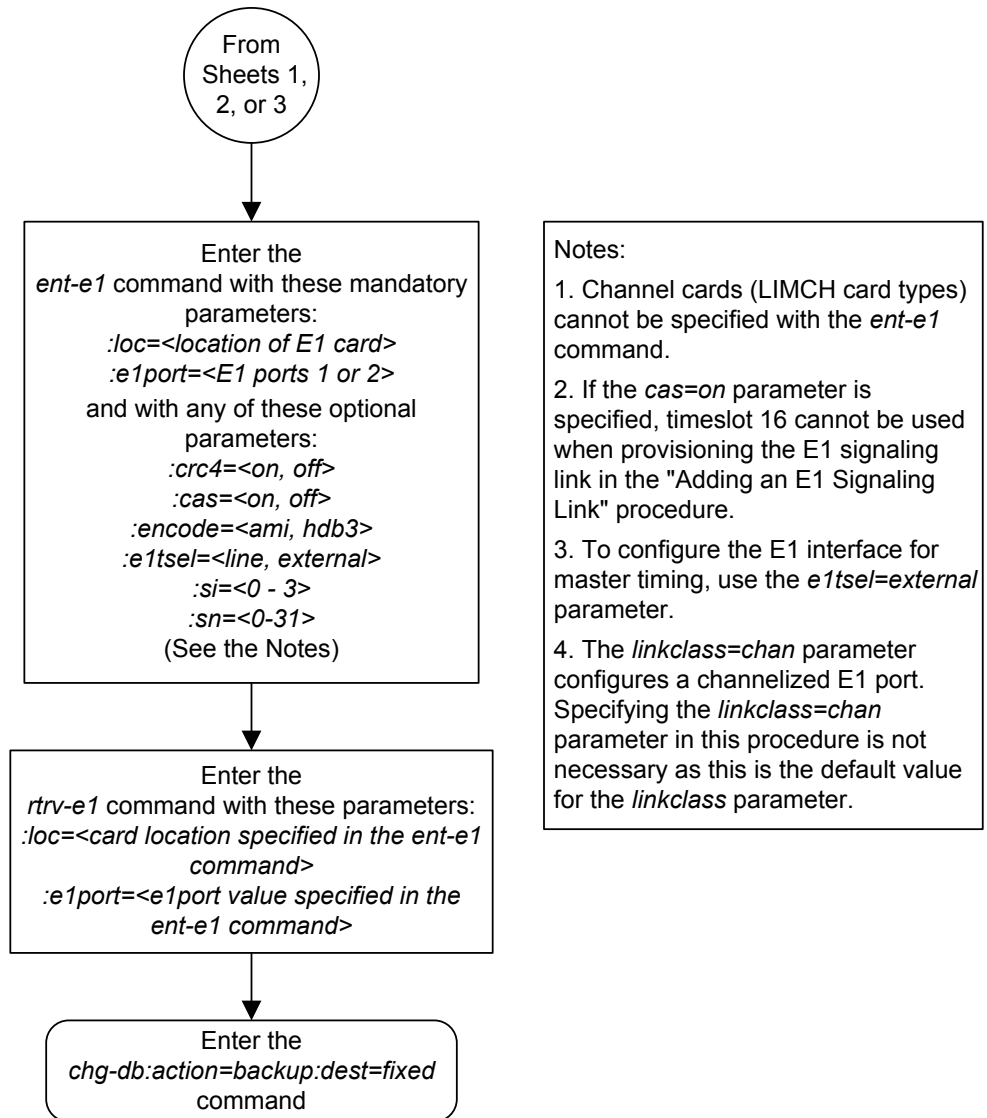 From
Sheets 1,
2, or 3
Enter the
ent-e1 command with these mandatory
parameters:
:loc=<location of E1 card>
:e1port=<E1 ports 1 or 2>
and with any of these optional
parameters:
:crc4=<on, off>
:cas=<on, off>
:encode=<ami, hdb3>
:e1tsel=<line, external>
:si=<0 - 3>
:sn=<0-31>
(See the Notes)
Notes:
1. Channel cards (LIMCH card types)
cannot be specified with the ent-e1
command.
2. If the cas=on parameter is
specified, timeslot 16 cannot be used
when provisioning the E1 signaling
link in the "Adding an E1 Signaling
Link" procedure.
3. To configure the E1 interface for
master timing, use the e1tsel=external
parameter.
4. The linkclass=chan parameter
configures a channelized E1 port.
Specifying the linkclass=chan
parameter in this procedure is not
necessary as this is the default value
for the linkclass parameter.
Enter the
rtrv-e1 command with these parameters:
:loc=<card location specified in the ent-e1
command>
:e1port=<e1port value specified in the
ent-e1 command>
Enter the
chg-db:action=backup:dest=fixed
command